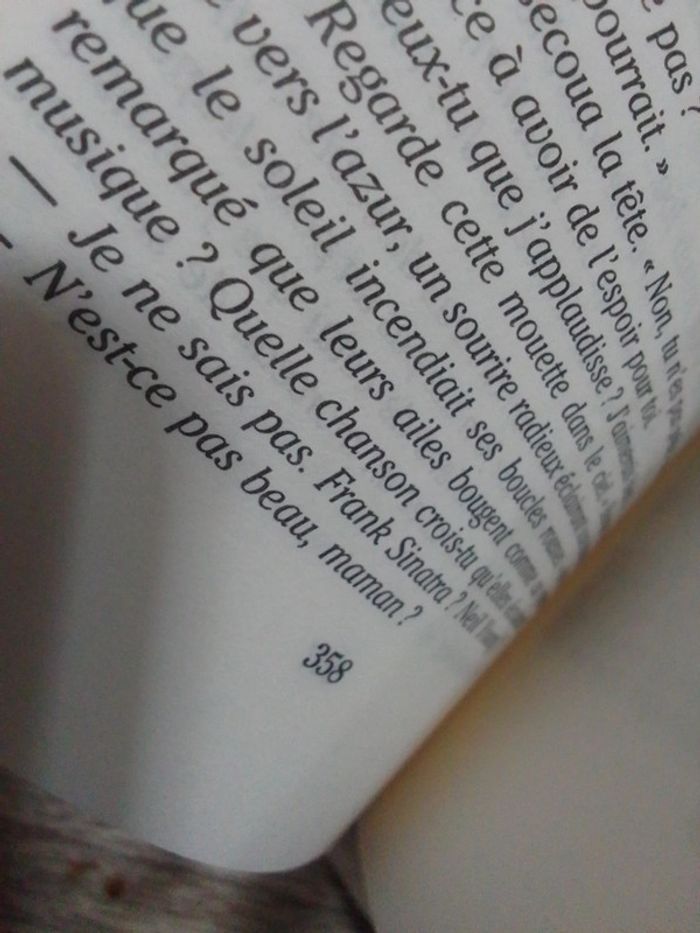 e pas ?
pourrait. »
secoua la tête. « Non, tu n'es pas
ce à avoir de l'espoir pour toi.
eux-tu que j'applaudisse ? J'aimerais
Regarde cette mouette dans le ciel. »
e vers l'azur, un sourire radieux
que le soleil incendiait ses boucles
remarqué que leurs ailes bougent comme
musique ? Quelle chanson crois-tu qu'elles
— Je ne sais pas. Frank Sinatra ? Neil
- N'est-ce pas beau, maman ?
358